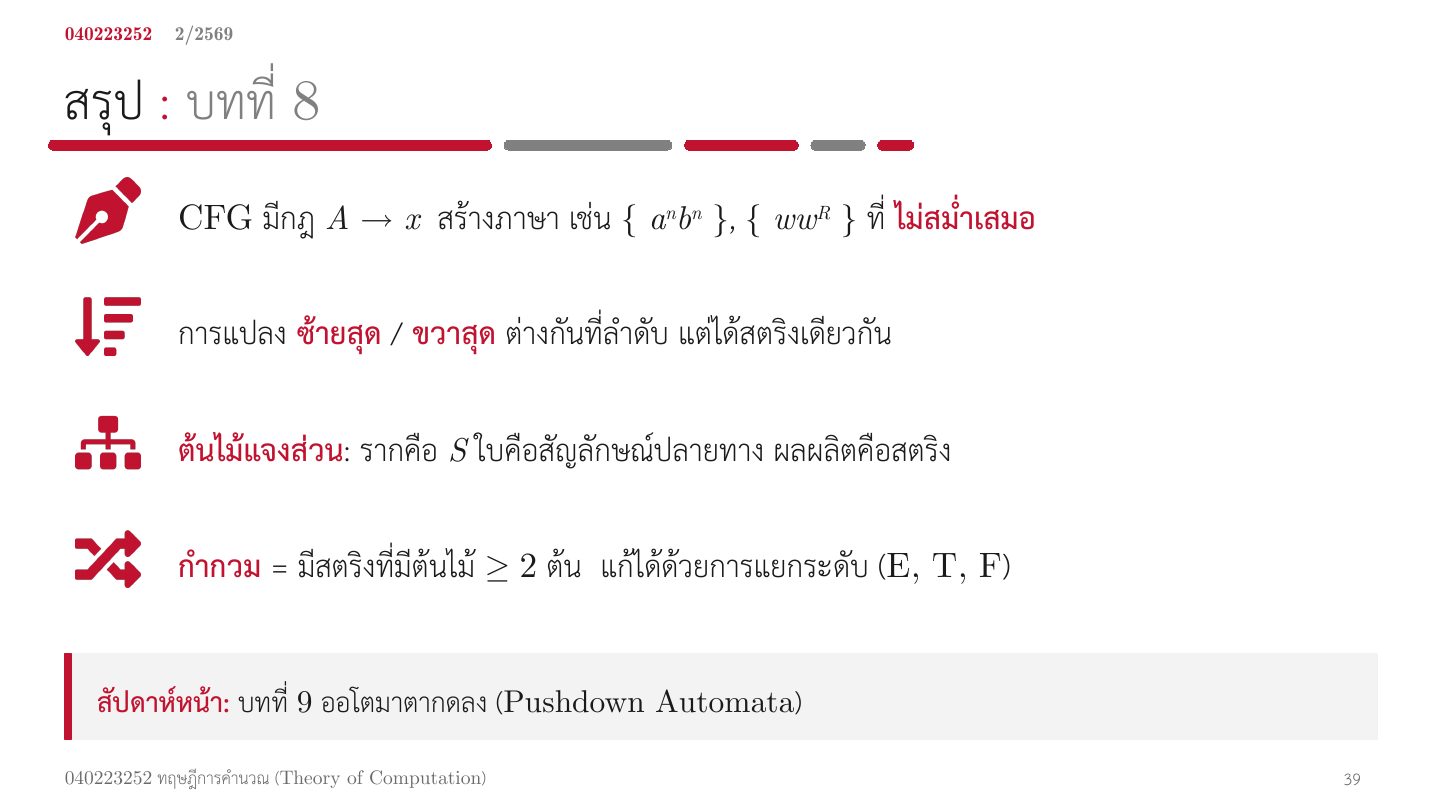 040223252 2/2569
สรุป : บทที่ 8
CFG มีกฎ A → x สร้างภาษา เช่น { aⁿbⁿ }, { wwᴿ } ที่ ไม่สม่ำเสมอ
การแปลง ซ้ายสุด / ขวาสุด ต่างกันที่ลำดับ แต่ได้สตริงเดียวกัน
ต้นไม้แจงส่วน: รากคือ S ใบคือสัญลักษณ์ปลายทาง ผลผลิตคือสตริง
กำกวม = มีสตริงที่มีต้นไม้ ≥ 2 ต้น แก้ได้ด้วยการแยกระดับ (E, T, F)
สัปดาห์หน้า: บทที่ 9 ออโตมาตากดลง (Pushdown Automata)
040223252 ทฤษฎีการคำนวณ (Theory of Computation)
39